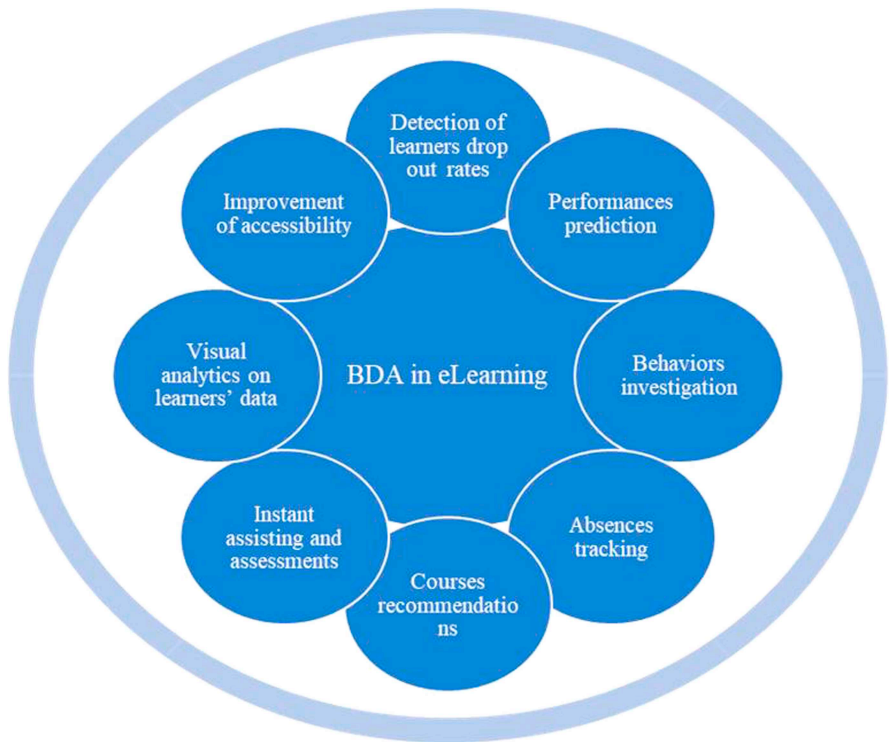 Detection of
learners drop
out rates
Improvement
of accessibility
Performances
prediction
Visual
analytics on
learners’ data
BDA in eLearning
Behaviors
investigation
Instant
assisting and
assessments
Absences
tracking
Courses
recommendatio
ns